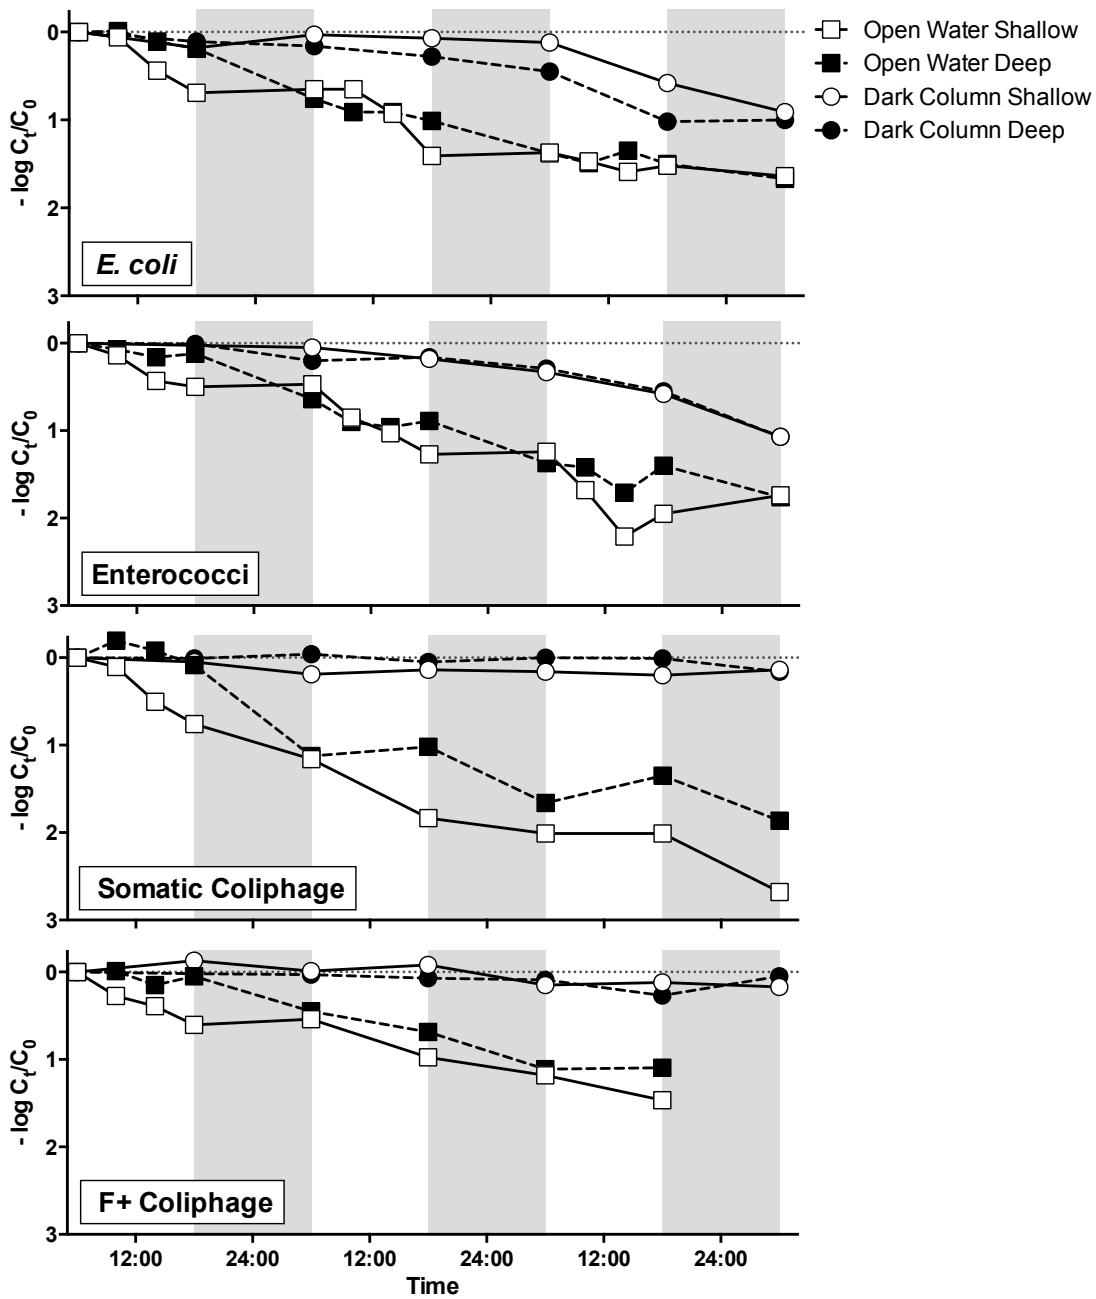 Open Water Shallow
Open Water Deep
Dark Column Shallow
Dark Column Deep
0
1
2
3
- log Ct/C0
E. coli
0
1
2
3
- log Ct/C0
Enterococci
0
1
2
3
- log Ct/C0
Somatic Coliphage
0
1
2
3
- log Ct/C0
F+ Coliphage
12:00 24:00 12:00 24:00 12:00 24:00
Time